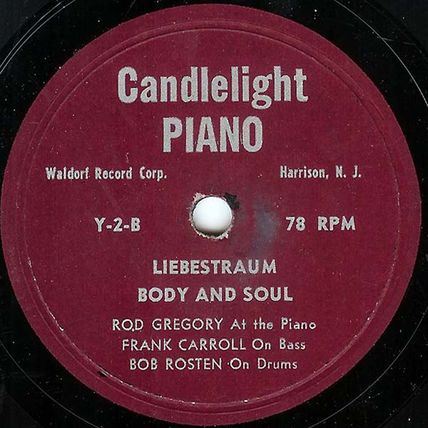 Candlelight
PIANO
Waldorf Record Corp. Harrison, N. J.
Y-2-B 78 RPM
LIEBESTRAUM
BODY AND SOUL
ROD GREGORY At the Piano
FRANK CARROLL On Bass
BOB ROSTEN On Drums